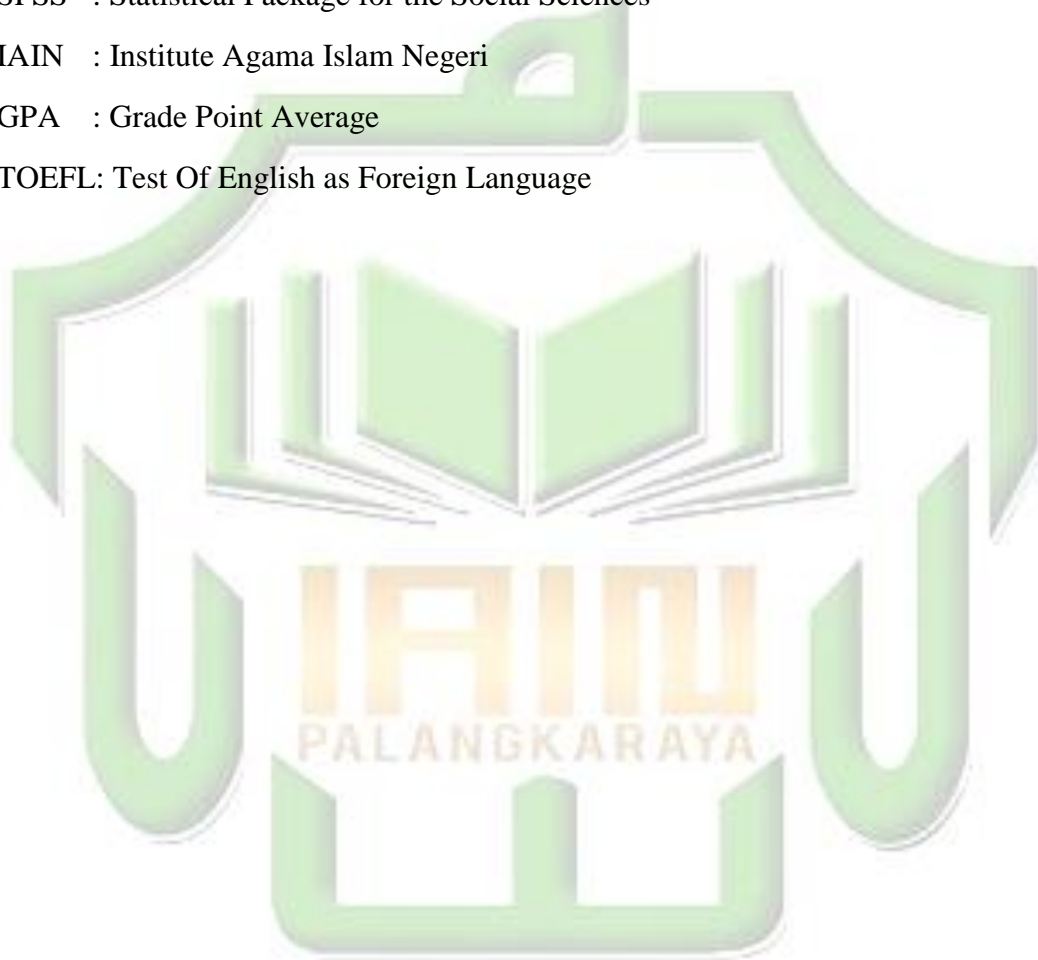 SPSS : Statistical Package for the Social Sciences
IAIN : Institute Agama Islam Negeri
GPA : Grade Point Average
TOEFL: Test Of English as Foreign Language
IAIN
PALANGKARAYA